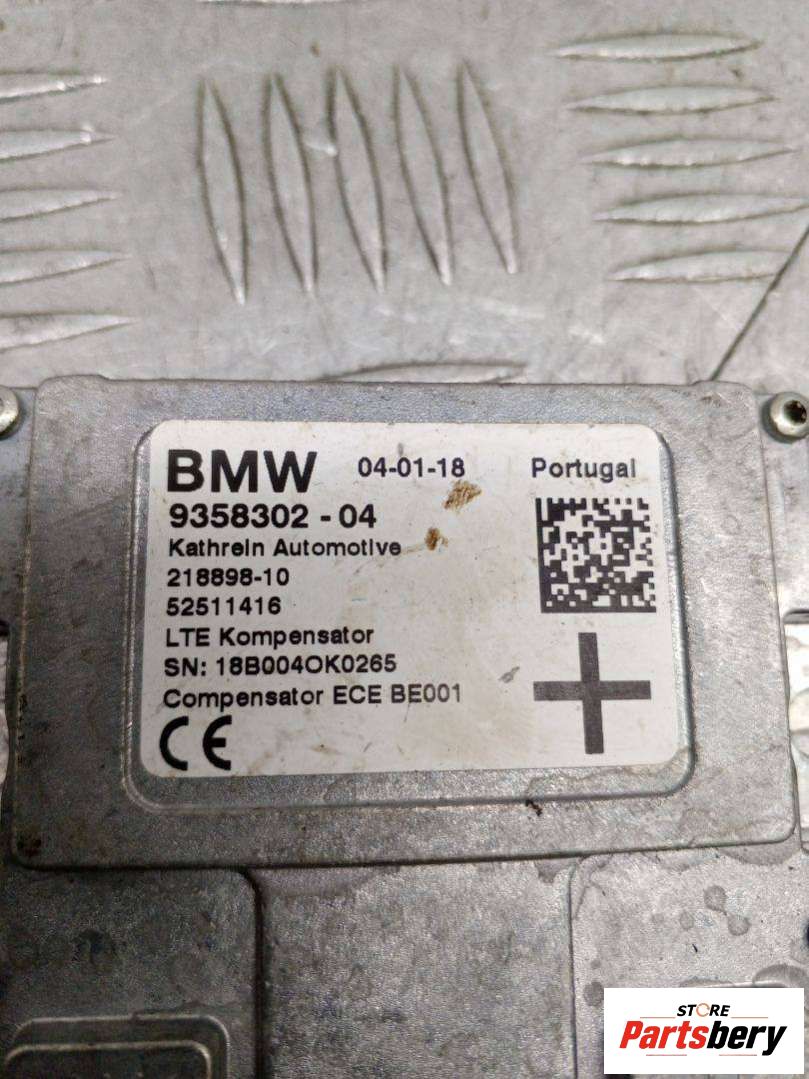 BMW 04-01-18 Portugal
9358302 - 04
Kathrein Automotive
218898-10
52511416
LTE Kompensator
SN: 18B004OK0265
Compensator ECE BE001
CE
STORE
Partsbery